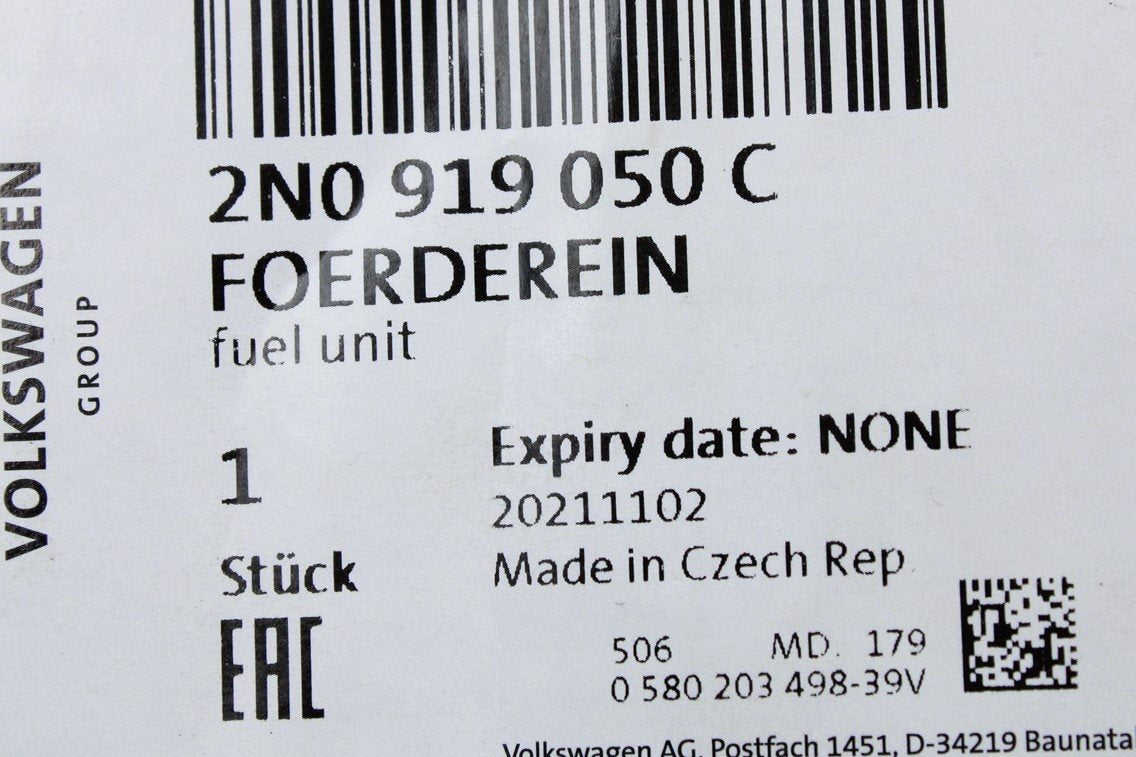 VOLKSWAGEN
GROUP
2N0 919 050 C
FOERDEREIN
fuel unit
1
Expiry date: NONE
20211102
Stück
Made in Czech Rep.
EAC
506 MD. 179
0 580 203 498-39V
Volkswagen AG, Postfach 1451, D-34219 Baunatal